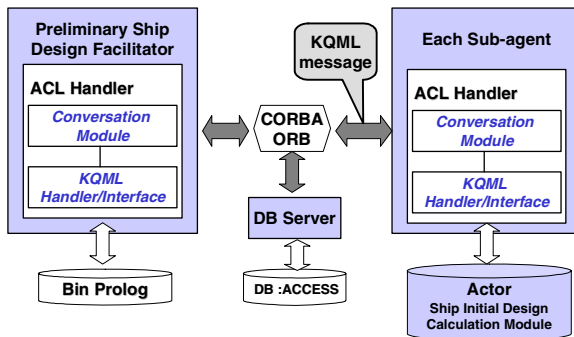 Preliminary Ship
Design Facilitator
ACL Handler
Conversation
Module
KQML
Handler/Interface
Bin Prolog
KQML
message
CORBA
ORB
DB Server
DB :ACCESS
Each Sub-agent
ACL Handler
Conversation
Module
KQML
Handler/Interface
Actor
Ship Initial Design
Calculation Module